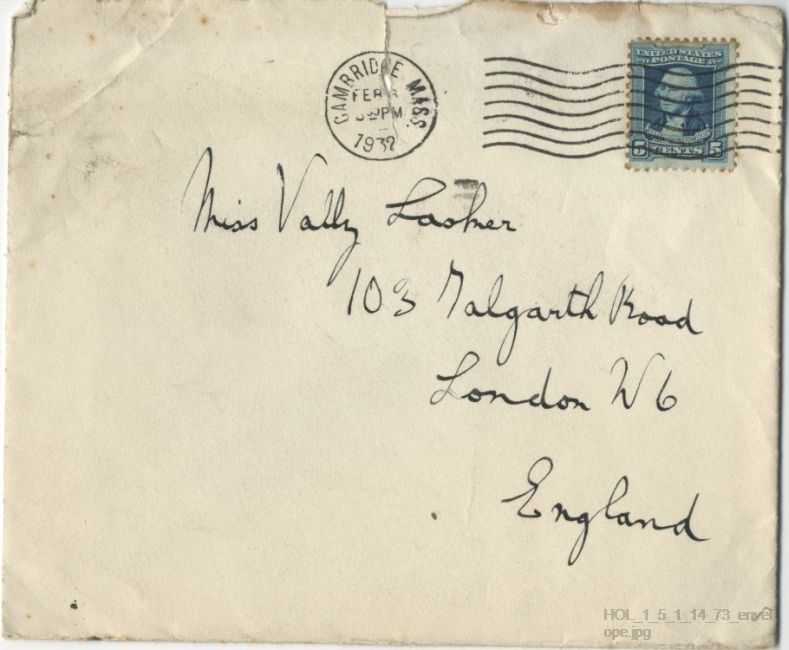 CAMBRIDGE MASS.
FEB
PM
1932
UNITED STATES
POSTAGE
5 CENTS 5
Miss Vally Lasker
103 Talgarth Road
London W6
England
HOL_1_5_1_14_73_envel
ope.jpg